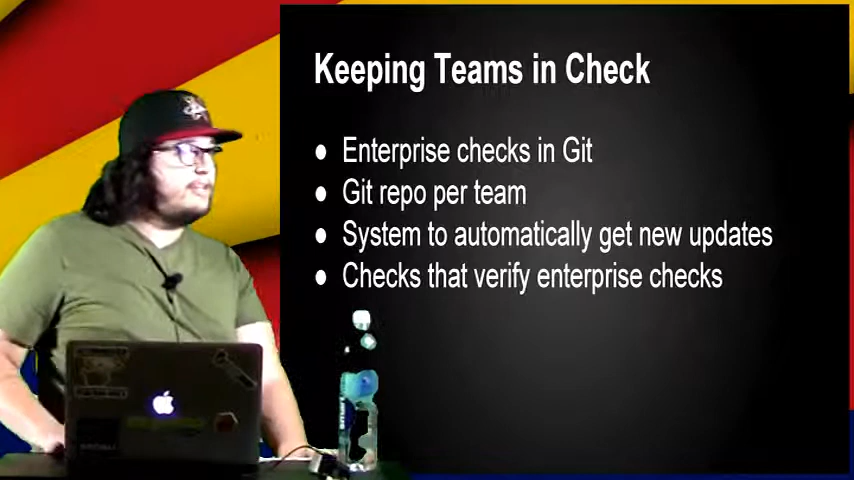 Keeping Teams in Check
● Enterprise checks in Git
● Git repo per team
● System to automatically get new updates
● Checks that verify enterprise checks